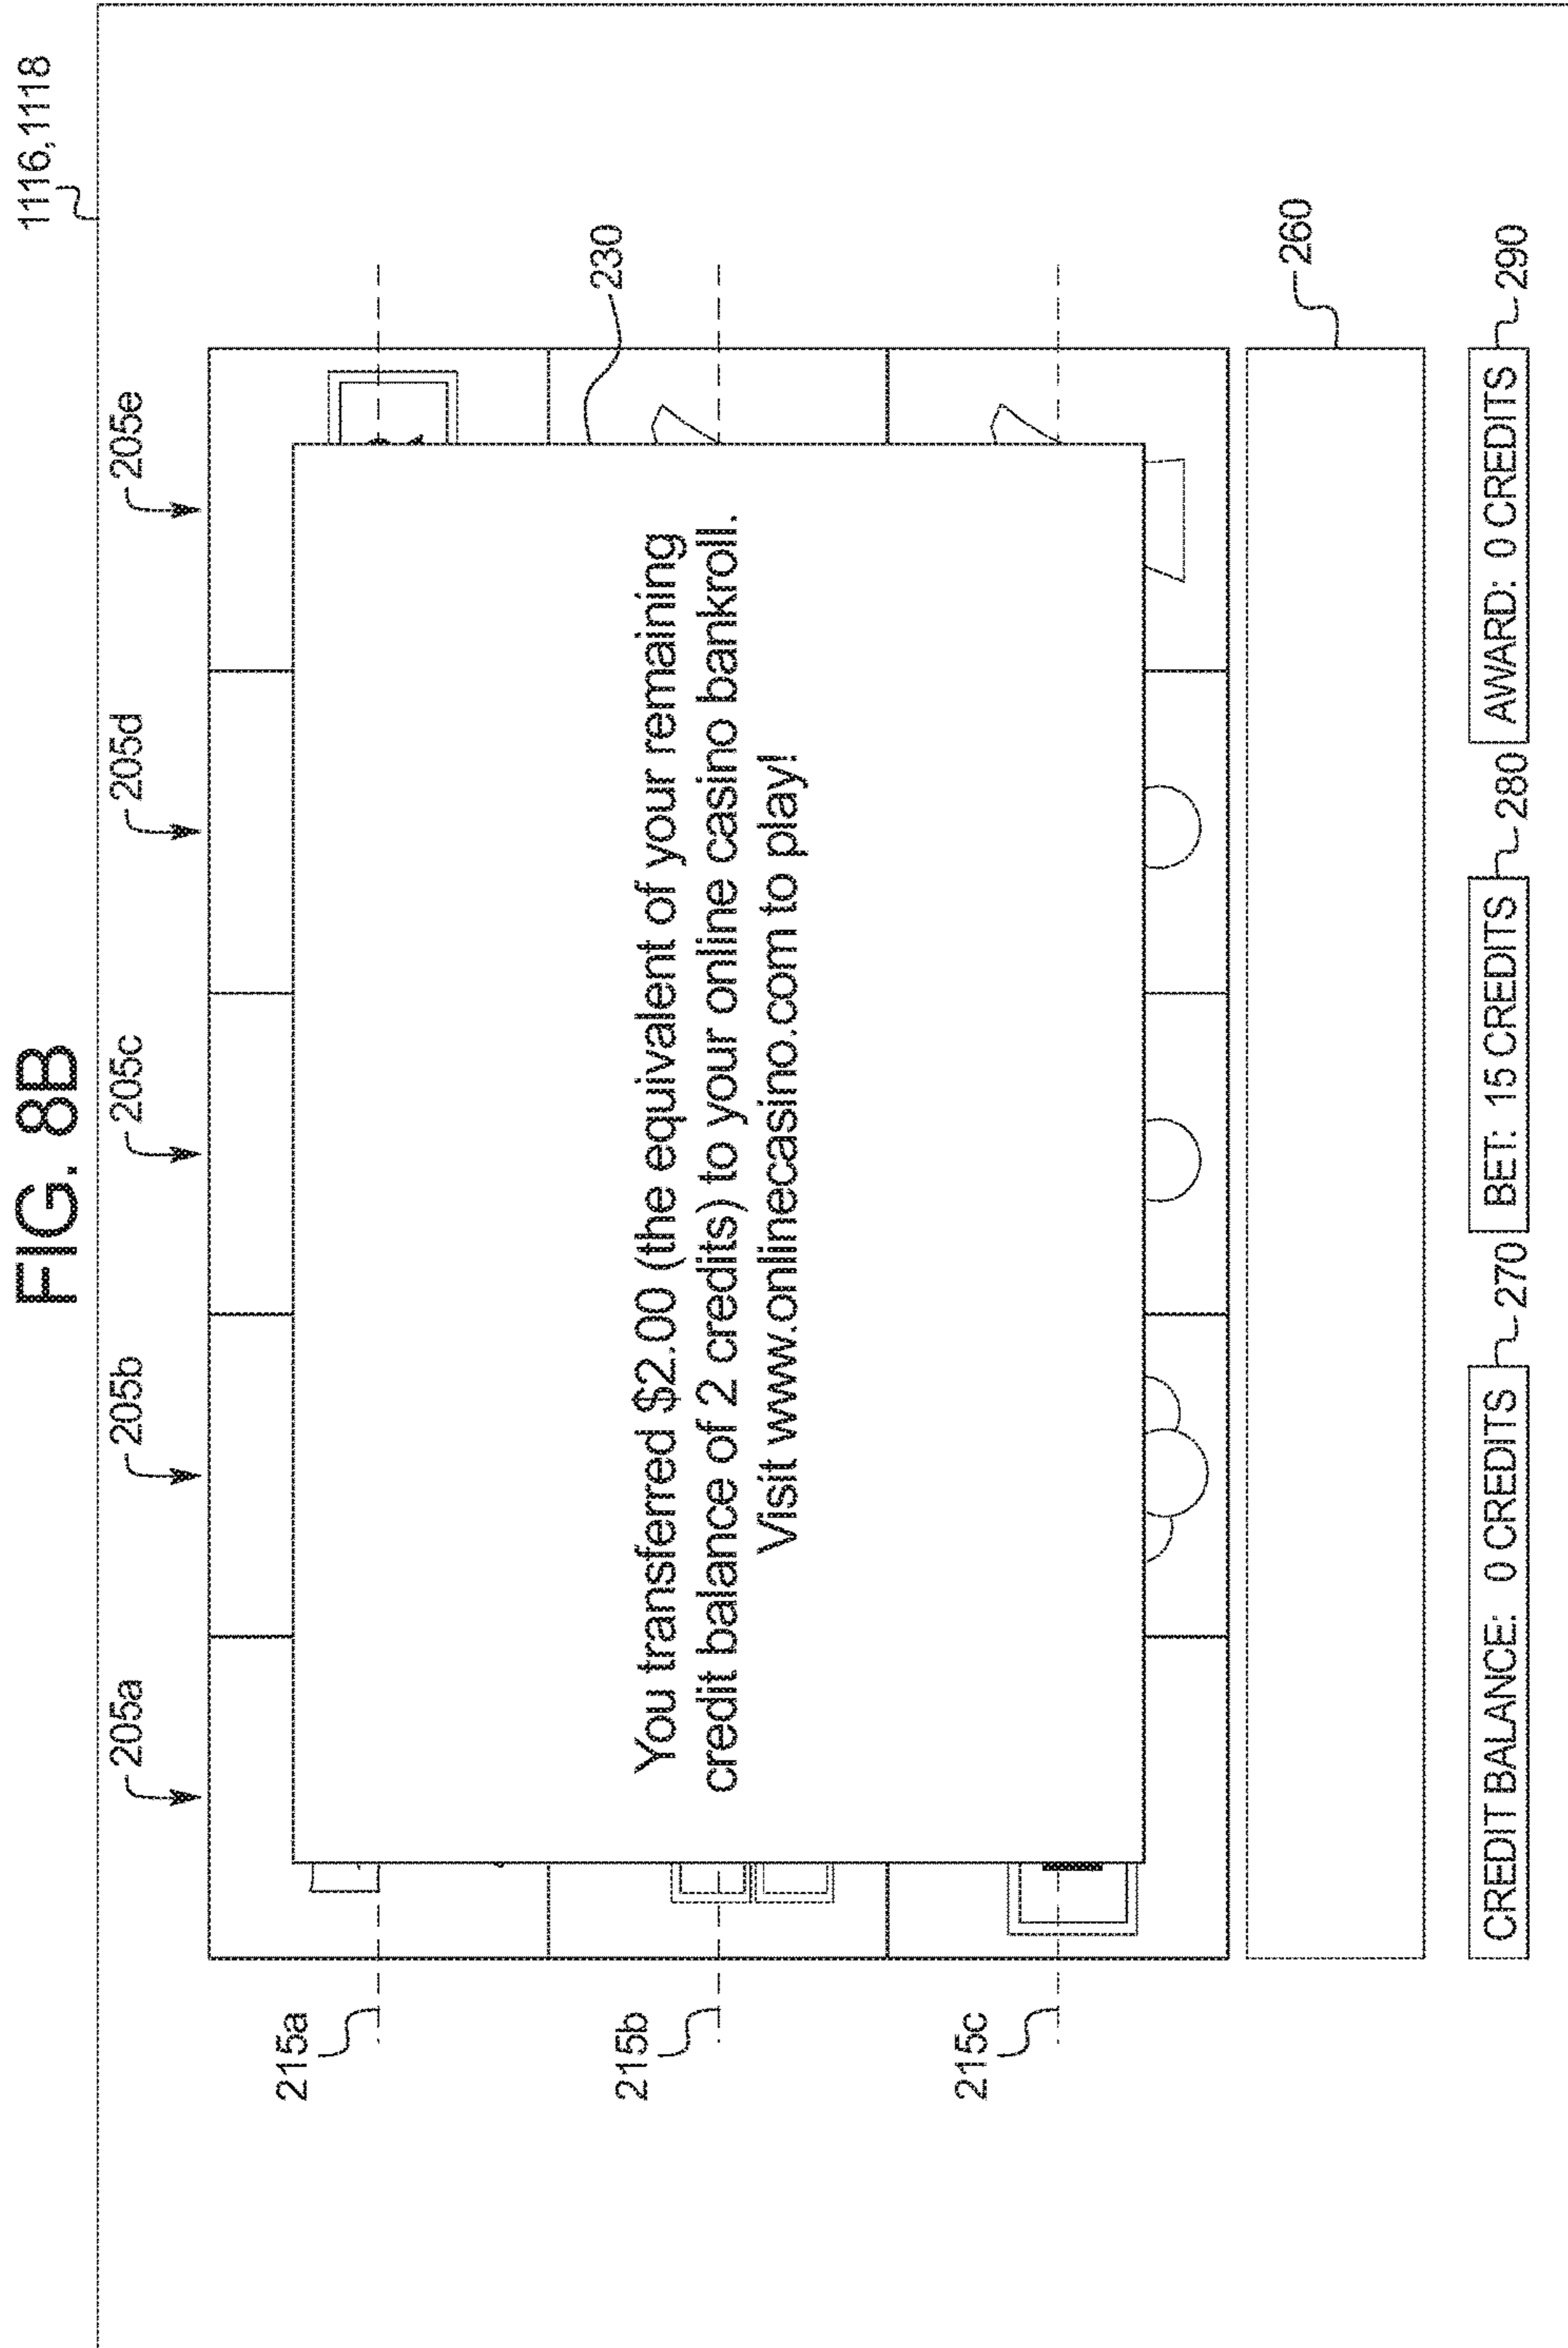 FIG. 8B
1116,1118
205a
205b
205c
205d
205e
215a
215b
215c
230
You transferred $2.00 (the equivalent of your remaining
credit balance of 2 credits) to your online casino bankroll.
Visit www.onlinecasino.com to play!
260
CREDIT BALANCE: 0 CREDITS
270
BET: 15 CREDITS
280
AWARD: 0 CREDITS
290